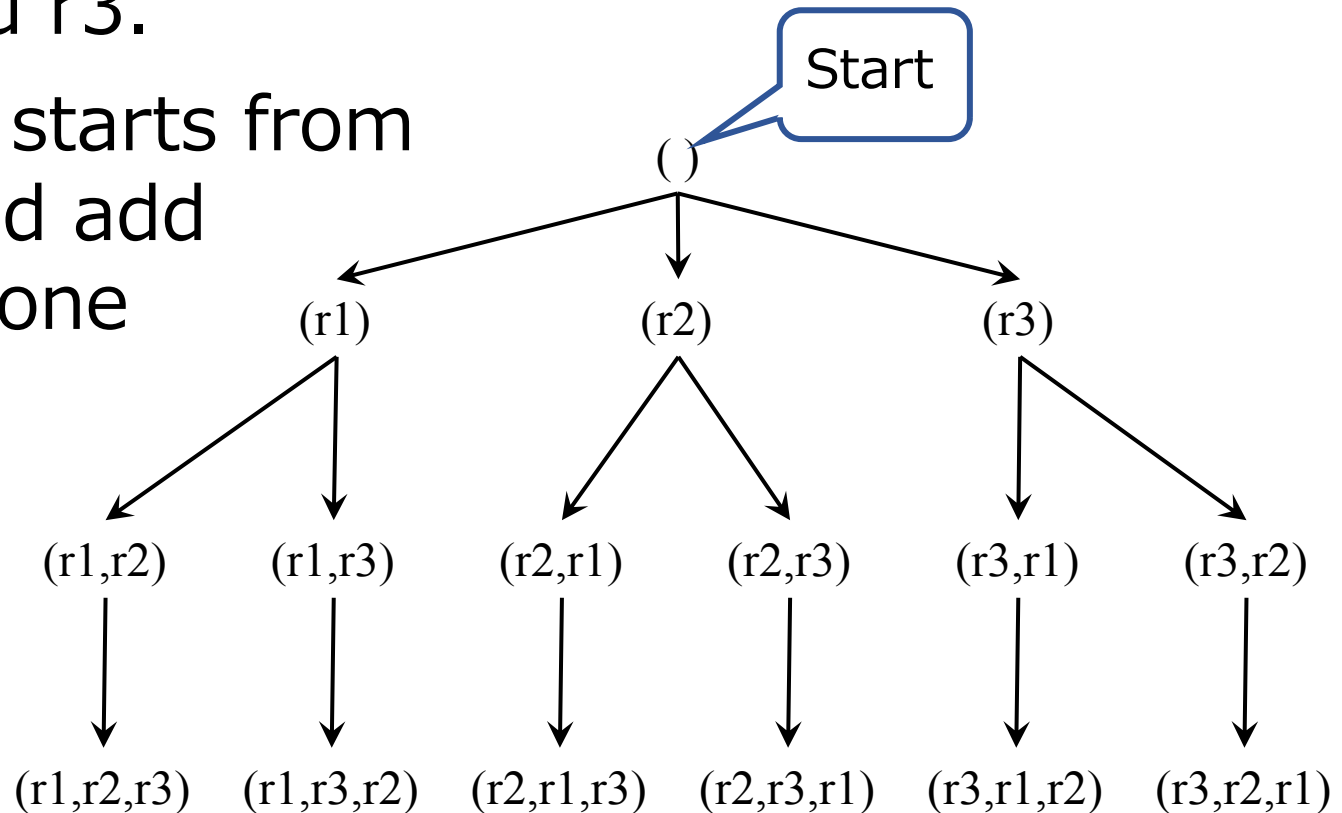 r3.
starts from
add
one
Start
( )
(r1) (r2) (r3)
(r1,r2) (r1,r3) (r2,r1) (r2,r3) (r3,r1) (r3,r2)
(r1,r2,r3) (r1,r3,r2) (r2,r1,r3) (r2,r3,r1) (r3,r1,r2) (r3,r2,r1)